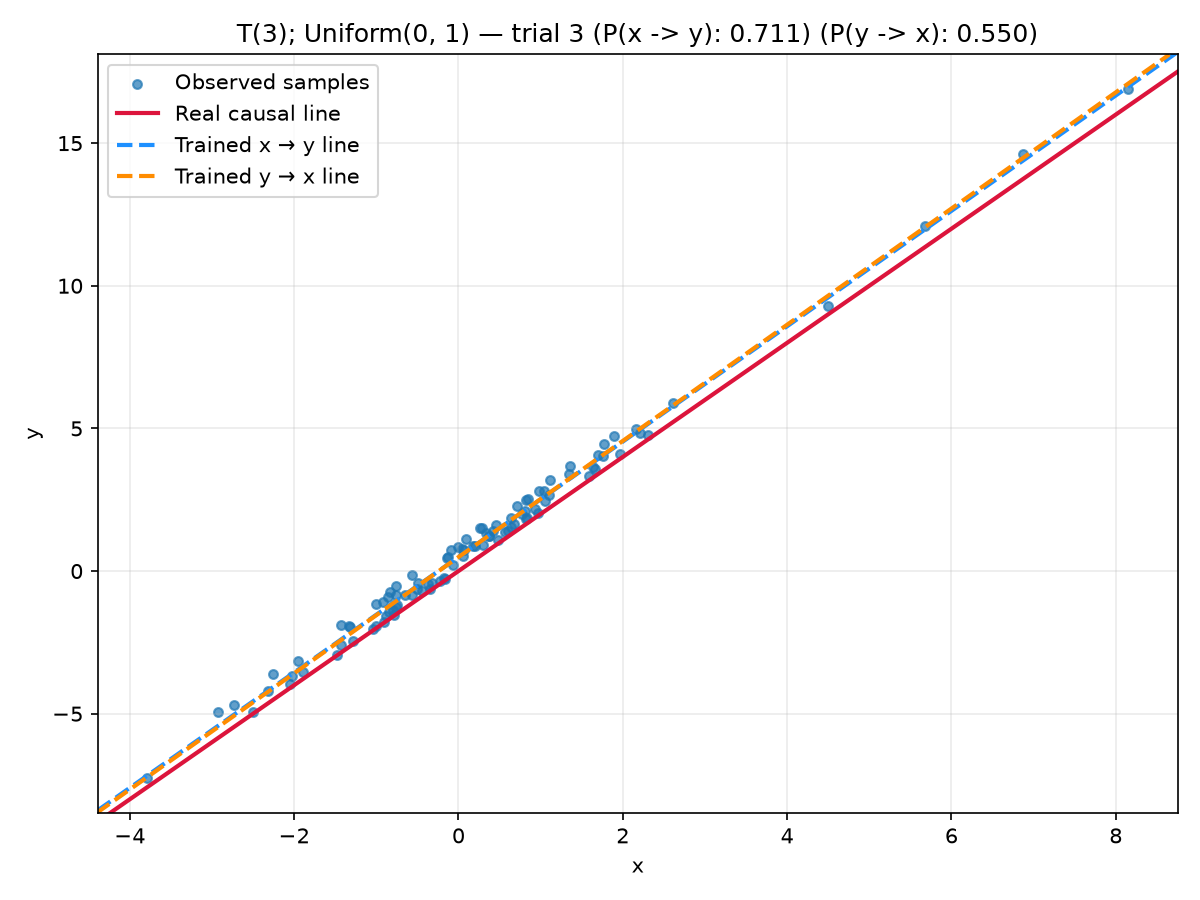 T(3); Uniform(0, 1) — trial 3 (P(x -> y): 0.711) (P(y -> x): 0.550)
Observed samples
Real causal line
Trained x → y line
Trained y → x line
15
10
5
0
−5
y
−4
−2
0
2
4
6
8
x